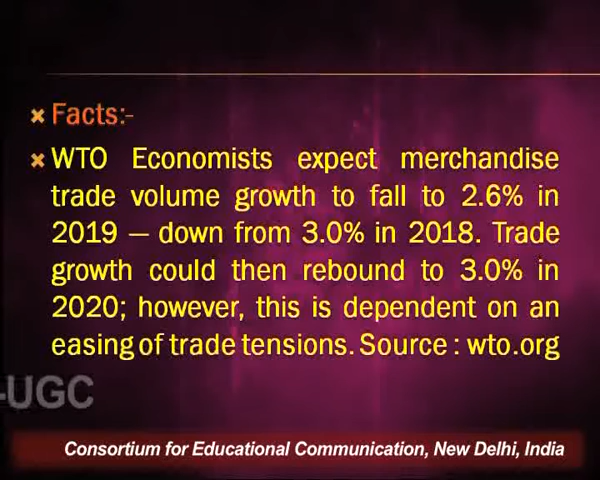 Facts:-
WTO Economists expect merchandise
trade volume growth to fall to 2.6% in
2019 — down from 3.0% in 2018. Trade
growth could then rebound to 3.0% in
2020; however, this is dependent on an
easing of trade tensions. Source : wto.org
-UGC
Consortium for Educational Communication, New Delhi, India